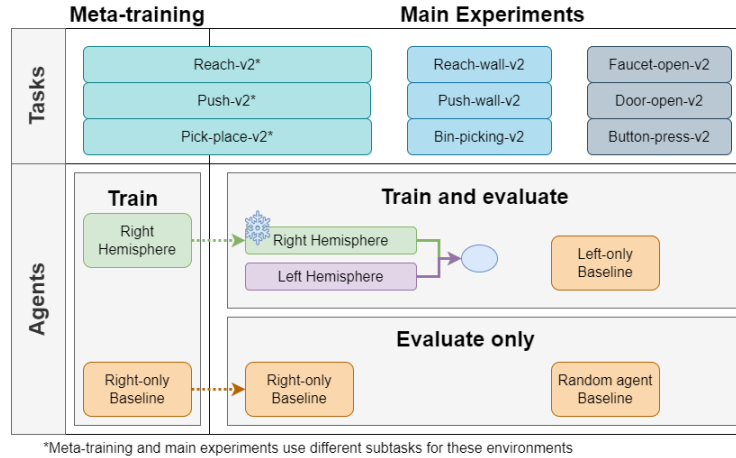 Meta-training
Main Experiments
Tasks
Reach-v2*
Push-v2*
Pick-place-v2*
Reach-wall-v2
Push-wall-v2
Bin-picking-v2
Faucet-open-v2
Door-open-v2
Button-press-v2
Agents
Train
Right
Hemisphere
Right-only
Baseline
Train and evaluate
Right Hemisphere
Left Hemisphere
Left-only
Baseline
Evaluate only
Right-only
Baseline
Random agent
Baseline
*Meta-training and main experiments use different subtasks for these environments